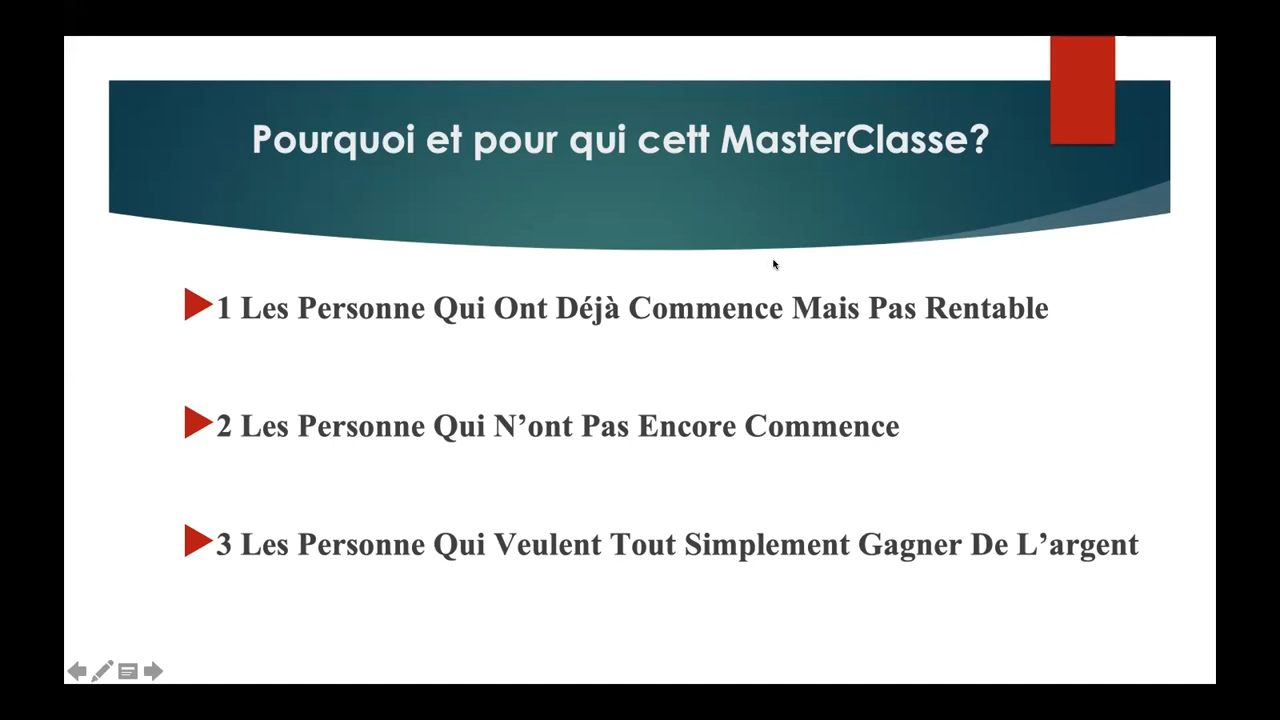 Pourquoi et pour qui cett MasterClasse?
1 Les Personne Qui Ont Déjà Commence Mais Pas Rentable
2 Les Personne Qui N’ont Pas Encore Commence
3 Les Personne Qui Veulent Tout Simplement Gagner De L’argent